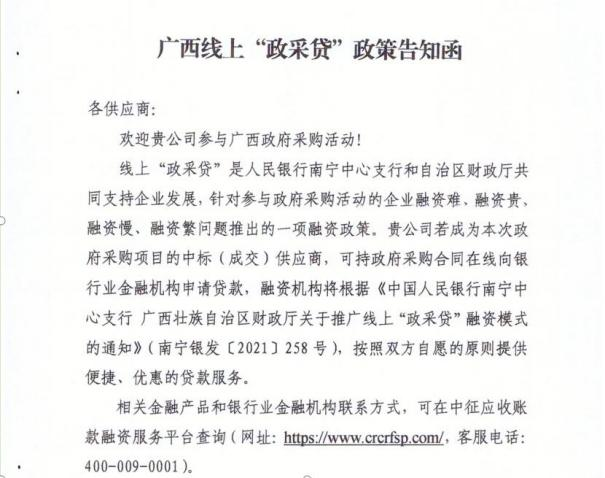 广西线上“政采贷”政策告知函
各供应商：
欢迎贵公司参与广西政府采购活动！
线上“政采贷”是人民银行南宁中心支行和自治区财政厅共
同支持企业发展，针对参与政府采购活动的企业融资难、融资贵、
融资慢、融资繁问题推出的一项融资政策。贵公司若成为本次政
府采购项目的中标（成交）供应商，可持政府采购合同在线向银
行业金融机构申请贷款，融资机构将根据《中国人民银行南宁中
心支行 广西壮族自治区财政厅关于推广线上“政采贷”融资模式
的通知》（南宁银发〔2021〕258 号），按照双方自愿的原则提供
便捷、优惠的贷款服务。
相关金融产品和银行业金融机构联系方式，可在中征应收账
款融资服务平台查询（网址：https://www.crcrfsp.com/，客服电话：
400-009-0001）。